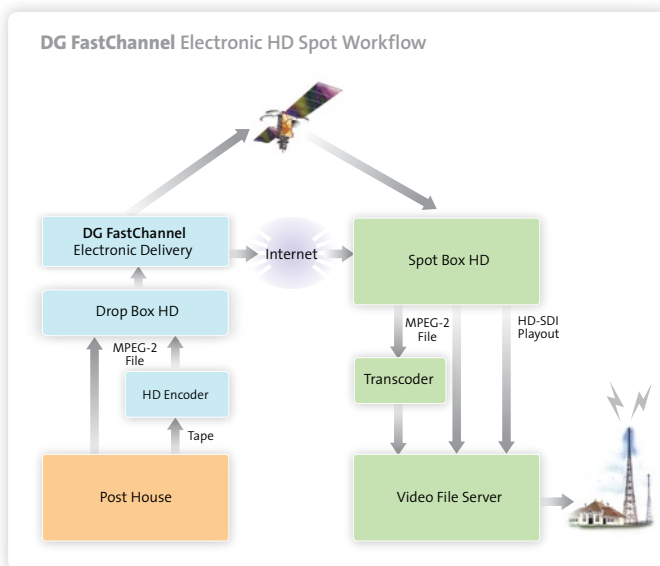 DG FastChannel Electronic HD Spot Workflow
DG FastChannel
Electronic Delivery
Internet
Spot Box HD
Drop Box HD
MPEG-2
File
HD Encoder
Tape
Post House
MPEG-2
File
HD-SDI
Playout
Transcoder
Video File Server